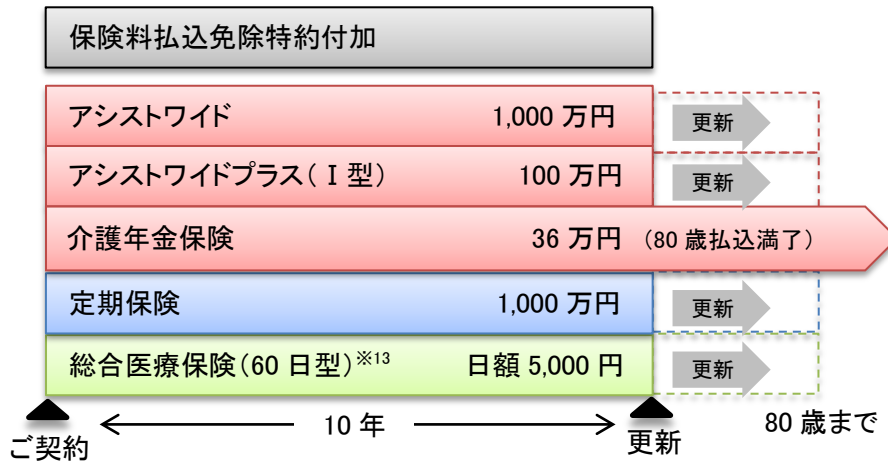 保険料払込免除特約付加
アシストワイド 1,000 万円 更新
アシストワイドプラス(Ⅰ型) 100 万円 更新
介護年金保険 36 万円 (80 歳払込満了)
定期保険 1,000 万円 更新
総合医療保険(60 日型)※13 日額 5,000 円 更新
ご契約 10 年 更新 80 歳まで